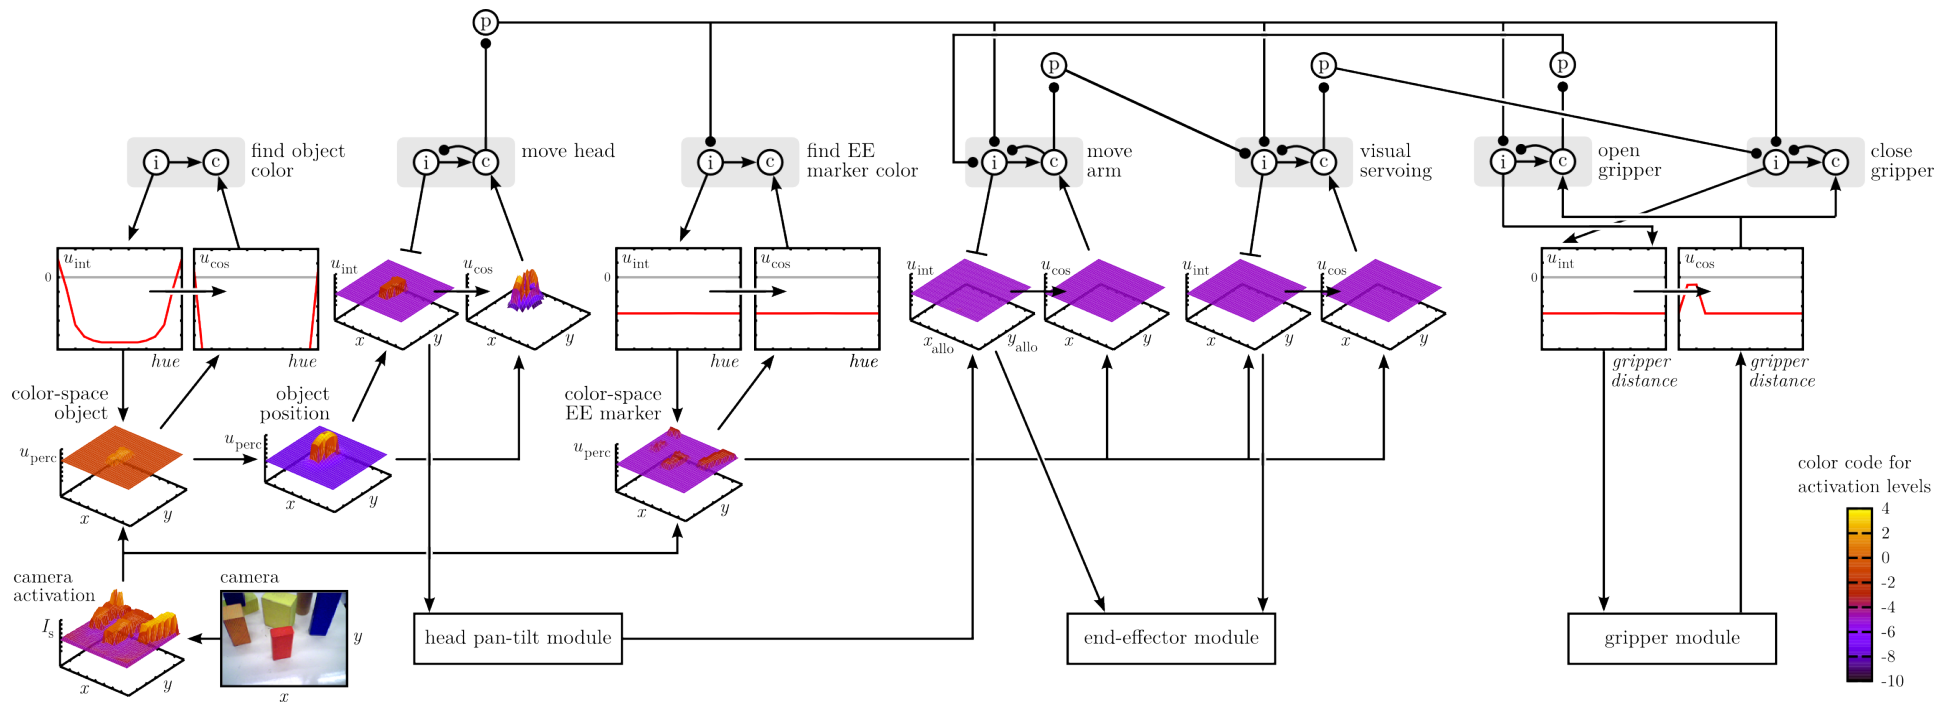 p
p
p
p
i
c
find object
color
i
c
move head
i
c
find EE
marker color
i
c
move
arm
i
c
visual
servoing
i
c
open
gripper
i
c
close
gripper
0
u_int
hue
u_cos
hue
u_int
x
y
u_cos
x
y
u_int
hue
u_cos
hue
u_int
x_allo
y_allo
u_cos
x
y
u_int
x
y
u_cos
x
y
0
u_int
gripper
distance
u_cos
gripper
distance
color-space
object
u_perc
x
y
object
position
u_perc
x
y
color-space
EE marker
u_perc
x
y
camera
activation
I_s
x
y
camera
y
x
head pan-tilt module
end-effector module
gripper module
color code for
activation levels
4
2
0
-2
-4
-6
-8
-10